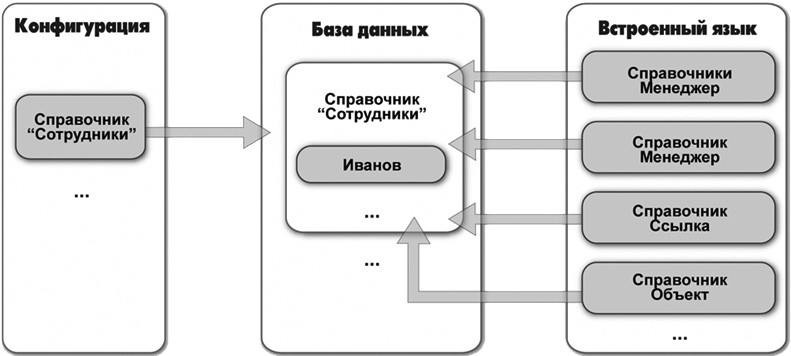 Конфигурация
Справочник
“Сотрудники”
...
База данных
Справочник
“Сотрудники”
Иванов
...
...
Встроенный язык
Справочники
Менеджер
Справочник
Менеджер
Справочник
Ссылка
Справочник
Объект
...